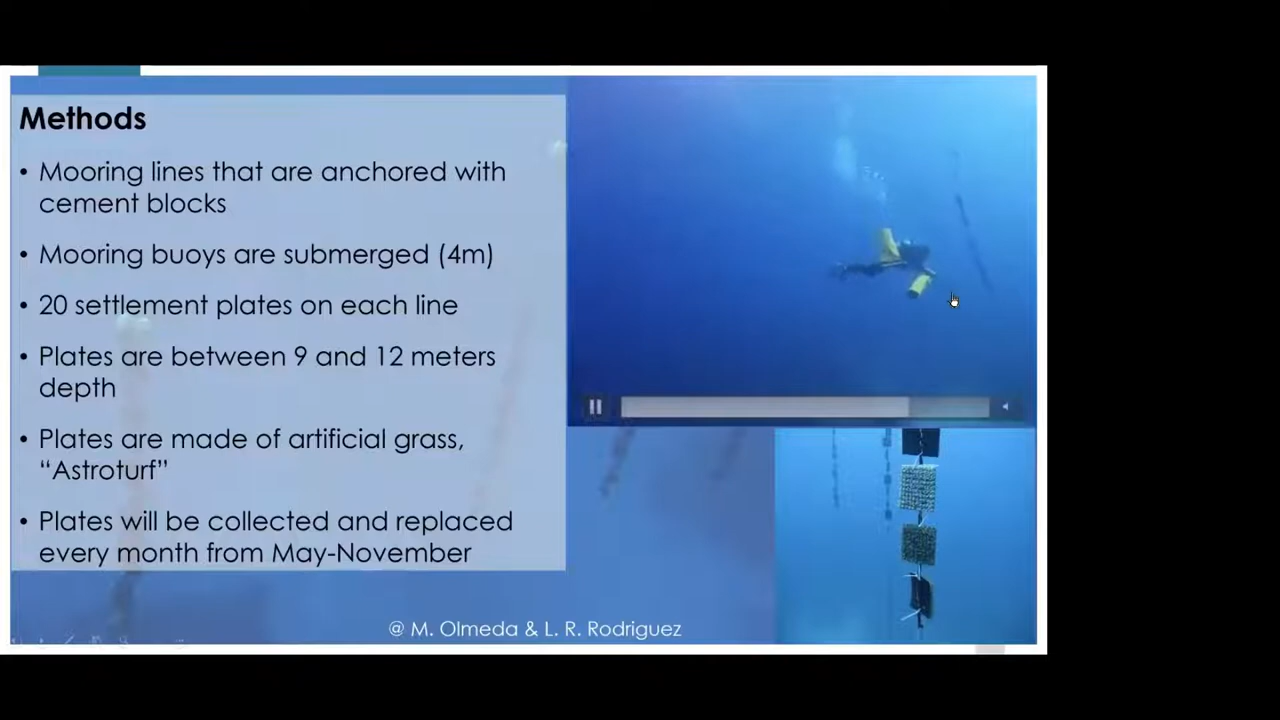 Methods
• Mooring lines that are anchored with
cement blocks
• Mooring buoys are submerged (4m)
• 20 settlement plates on each line
• Plates are between 9 and 12 meters
depth
• Plates are made of artificial grass,
“Astroturf”
• Plates will be collected and replaced
every month from May-November
@ M. Olmeda & L. R. Rodriguez